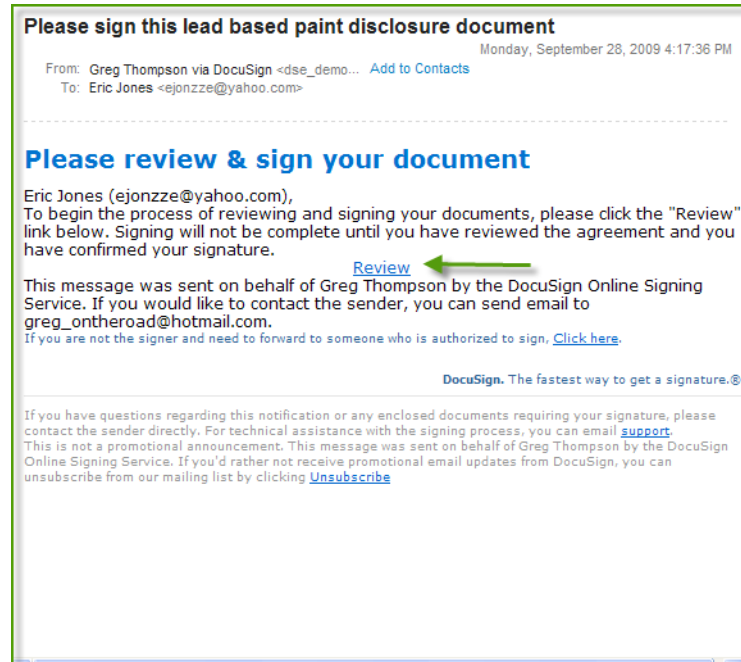 Please sign this lead based paint disclosure document
Monday, September 28, 2009 4:17:36 PM
From: Greg Thompson via DocuSign <dse_demo... Add to Contacts
To: Eric Jones <ejonzze@yahoo.com>
Please review & sign your document
Eric Jones (ejonzze@yahoo.com),
To begin the process of reviewing and signing your documents, please click the "Review"
link below. Signing will not be complete until you have reviewed the agreement and you
have confirmed your signature.
Review
This message was sent on behalf of Greg Thompson by the DocuSign Online Signing
Service. If you would like to contact the sender, you can send email to
greg_ontheroad@hotmail.com.
If you are not the signer and need to forward to someone who is authorized to sign, Click here.
DocuSign. The fastest way to get a signature.®
If you have questions regarding this notification or any enclosed documents requiring your signature, please
contact the sender directly. For technical assistance with the signing process, you can email support.
This is not a promotional announcement. This message was sent on behalf of Greg Thompson by the DocuSign
Online Signing Service. If you'd rather not receive promotional email updates from DocuSign, you can
unsubscribe from our mailing list by clicking Unsubscribe